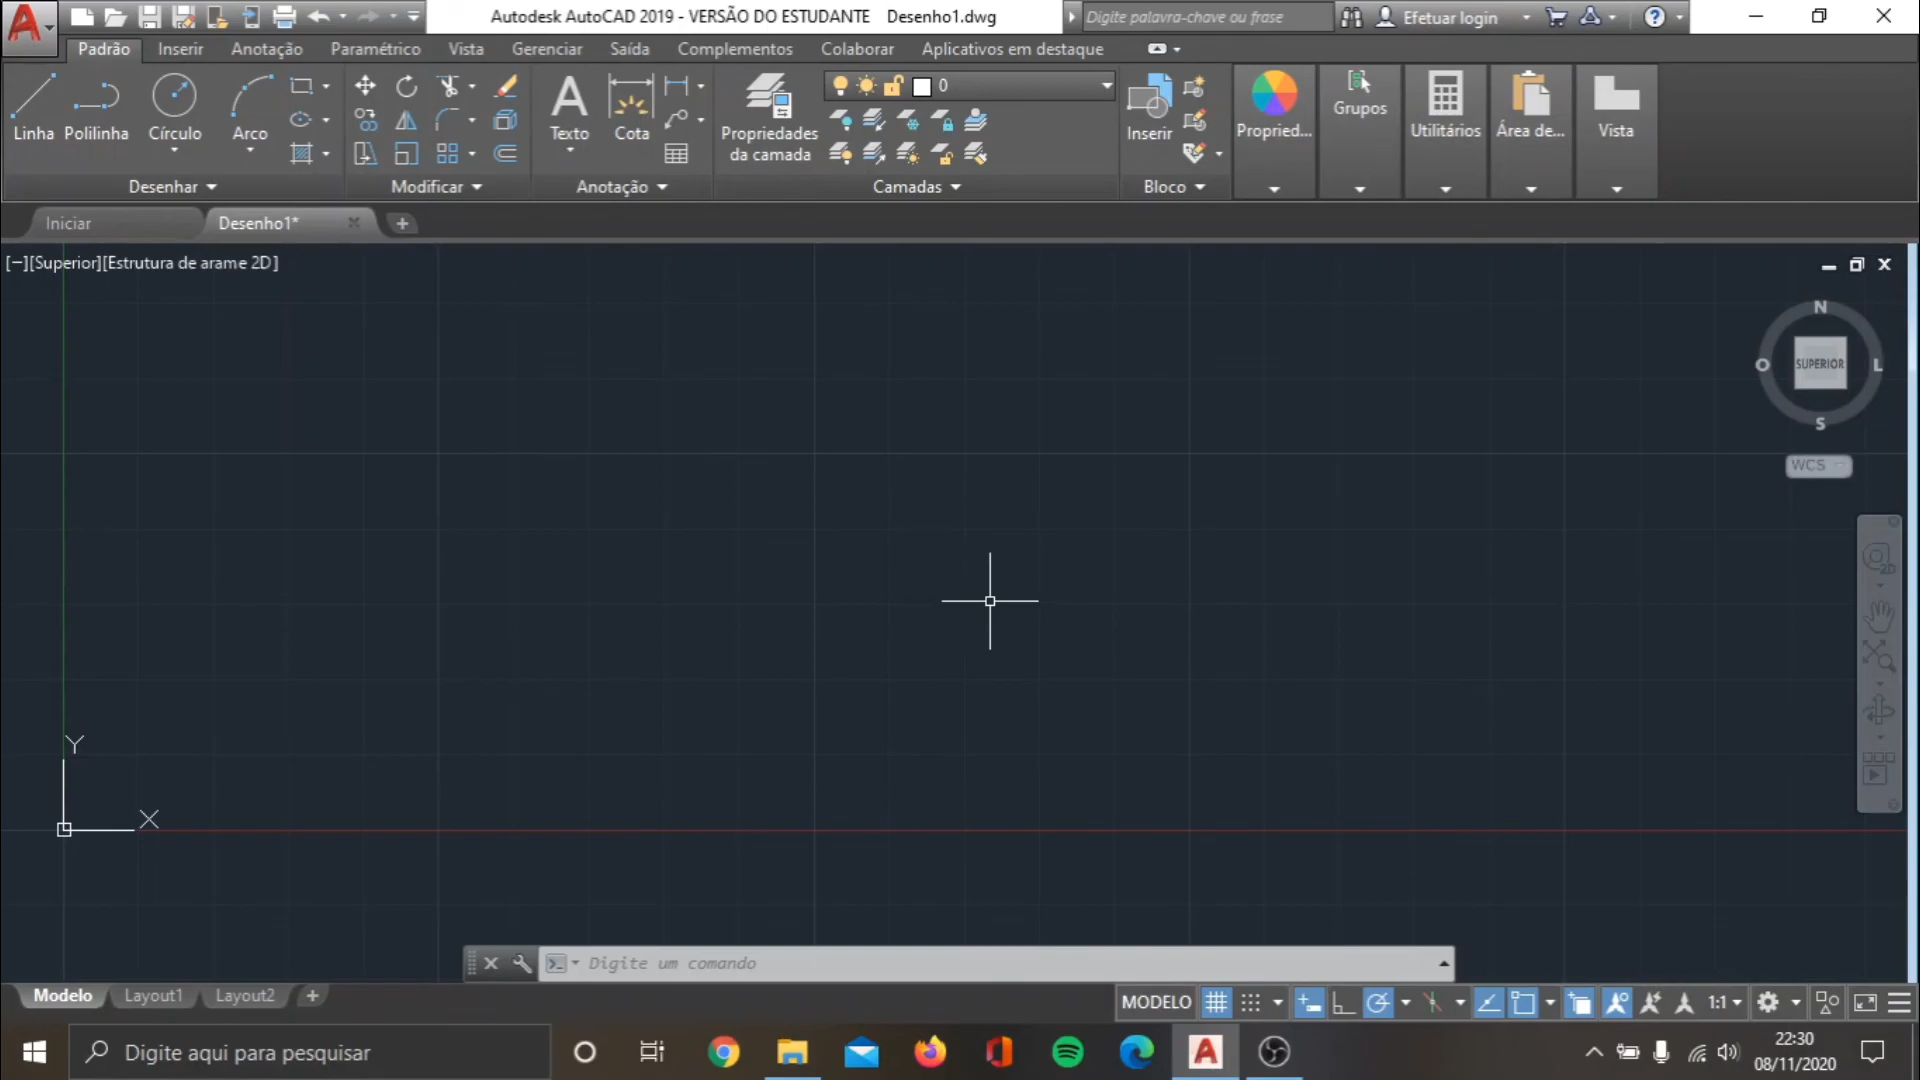 Autodesk AutoCAD 2019 - VERSÃO DO ESTUDANTE Desenho1.dwg
Digite palavra-chave ou frase
Efetuar login
Padrão Inserir Anotação Paramétrico Vista Gerenciar Saída Complementos Colaborar Aplicativos em destaque
Linha Polilinha Círculo Arco
Texto Cota
Propriedades
da camada
0
Inserir
Propried...
Grupos
Utilitários
Área de...
Vista
Desenhar
Modificar
Anotação
Camadas
Bloco
Iniciar
Desenho1*
[−][Superior][Estrutura de arame 2D]
N
O
SUPERIOR
L
S
WCS
2D
Y
X
Digite um comando
Modelo Layout1 Layout2
MODELO
1:1
Digite aqui para pesquisar
22:30
08/11/2020